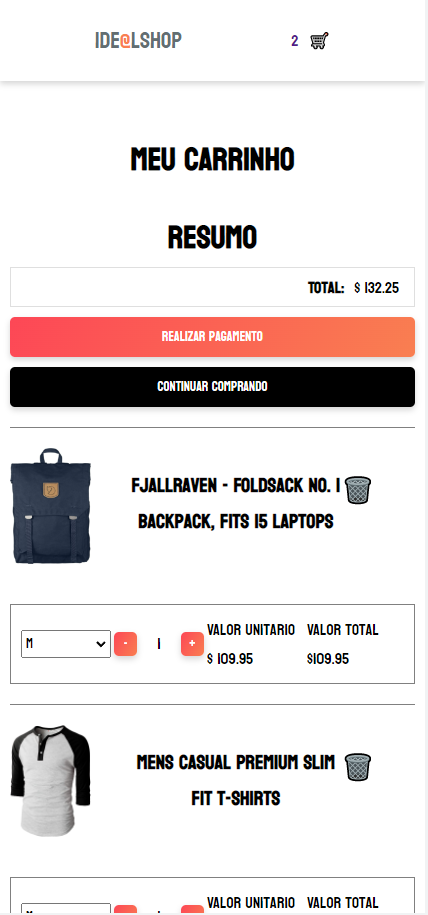 IDE@LSHOP
2
MEU CARRINHO
RESUMO
TOTAL: $ 132.25
REALIZAR PAGAMENTO
CONTINUAR COMPRANDO
FJALLRAVEN - FOLDSACK NO. 1
BACKPACK, FITS 15 LAPTOPS
M - 1 +
VALOR UNITARIO VALOR TOTAL
$ 109.95 $109.95
MENS CASUAL PREMIUM SLIM
FIT T-SHIRTS
VALOR UNITARIO VALOR TOTAL